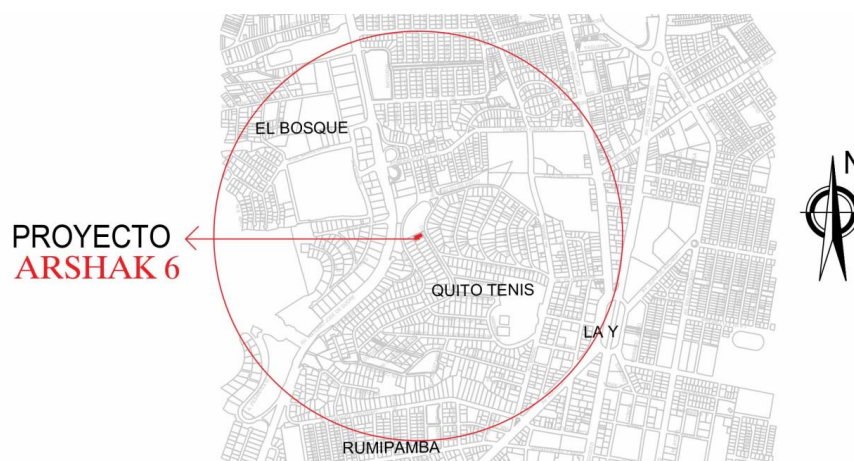 EL BOSQUE
N
PROYECTO
ARSHAK 6
QUITO TENIS
LA Y
RUMIPAMBA